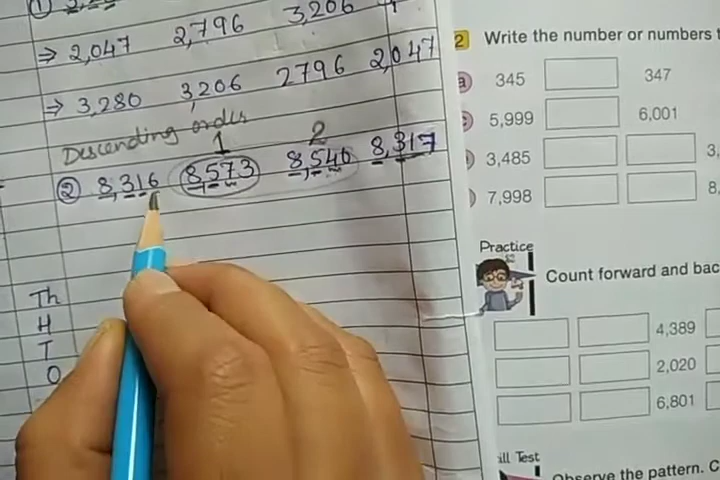 ⇒ 2,047 2,796 3,206
⇒ 3,280 3,206 2796 2,047
Descending order
1 2
② 8,316 8,573 8,546 8,317
Th
H
T
O
2 Write the number or numbers
a 345 347
c 5,999 6,001
3,485 3,
7,998 8,
Practice
Count forward and bac
4,389
2,020
6,801
ill Test
Observe the pattern. C